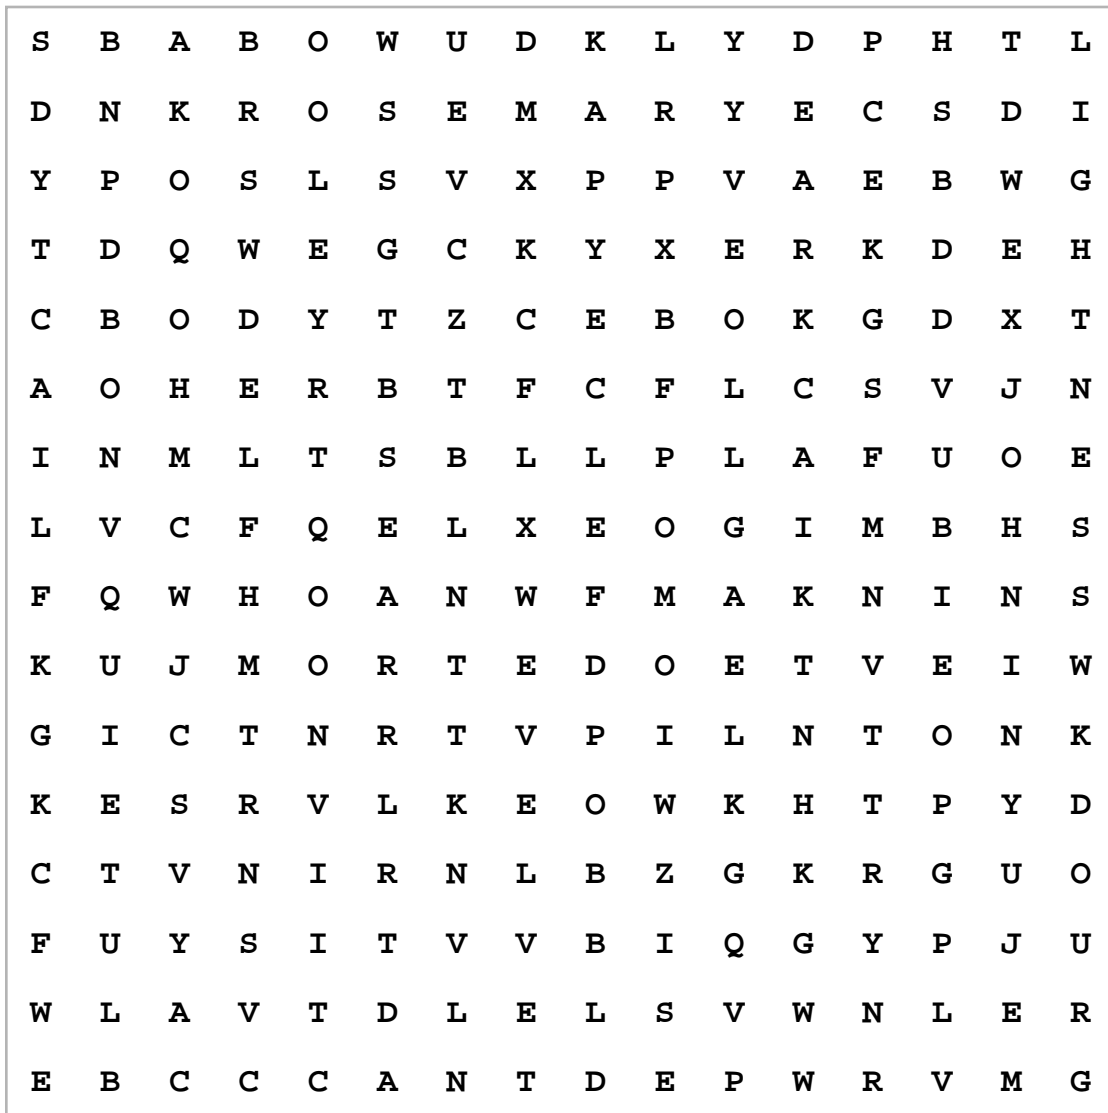 S B A B O W U D K L Y D P H T L
D N K R O S E M A R Y E C S D I
Y P O S L S V X P P V A E B W G
T D Q W E G C K Y X E R K D E H
C B O D Y T Z C E B O K G D X T
A O H E R B T F C F L C S V J N
I N M L T S B L L P L A F U O E
L V C F Q E L X E O G I M B H S
F Q W H O A N W F M A K N I N S
K U J M O R T E D O E T V E I W
G I C T N R T V P I L N T O N K
K E S R V L K E O W K H T P Y D
C T V N I R N L B Z G K R G U O
F U Y S I T V V B I Q G Y P J U
W L A V T D L E L S V W N L E R
E B C C C A N T D E P W R V M G